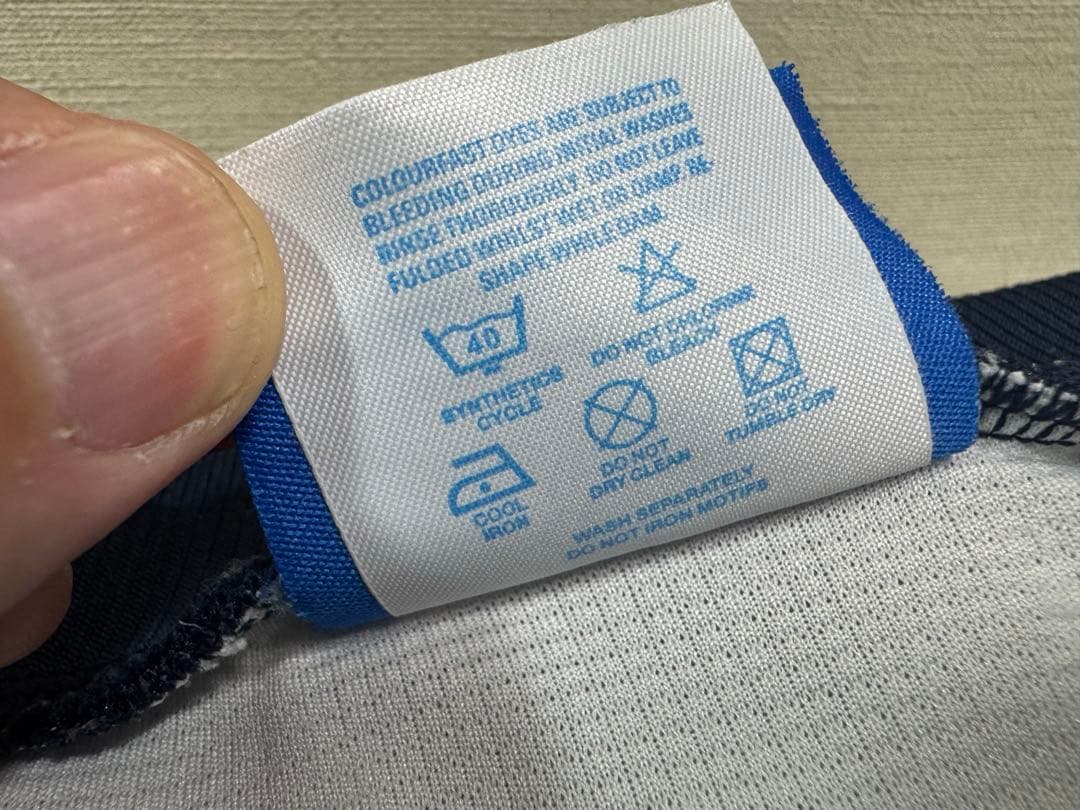 COLOURFAST DYES ARE SUBJECT TO
BLEEDING DURING INITIAL WASHES
RINSE THOROUGHLY. DO NOT LEAVE
FOLDED WHILST WET OR DAMP RE
SHAPE WHILE DAM
40
SYNTHETICS
CYCLE
DO NOT CHLORINE
BLEACH
COOL
IRON
DO NOT
DRY CLEAN
DO NOT
TUMBLE DRY
WASH SEPARATELY
DO NOT IRON MOTIFS